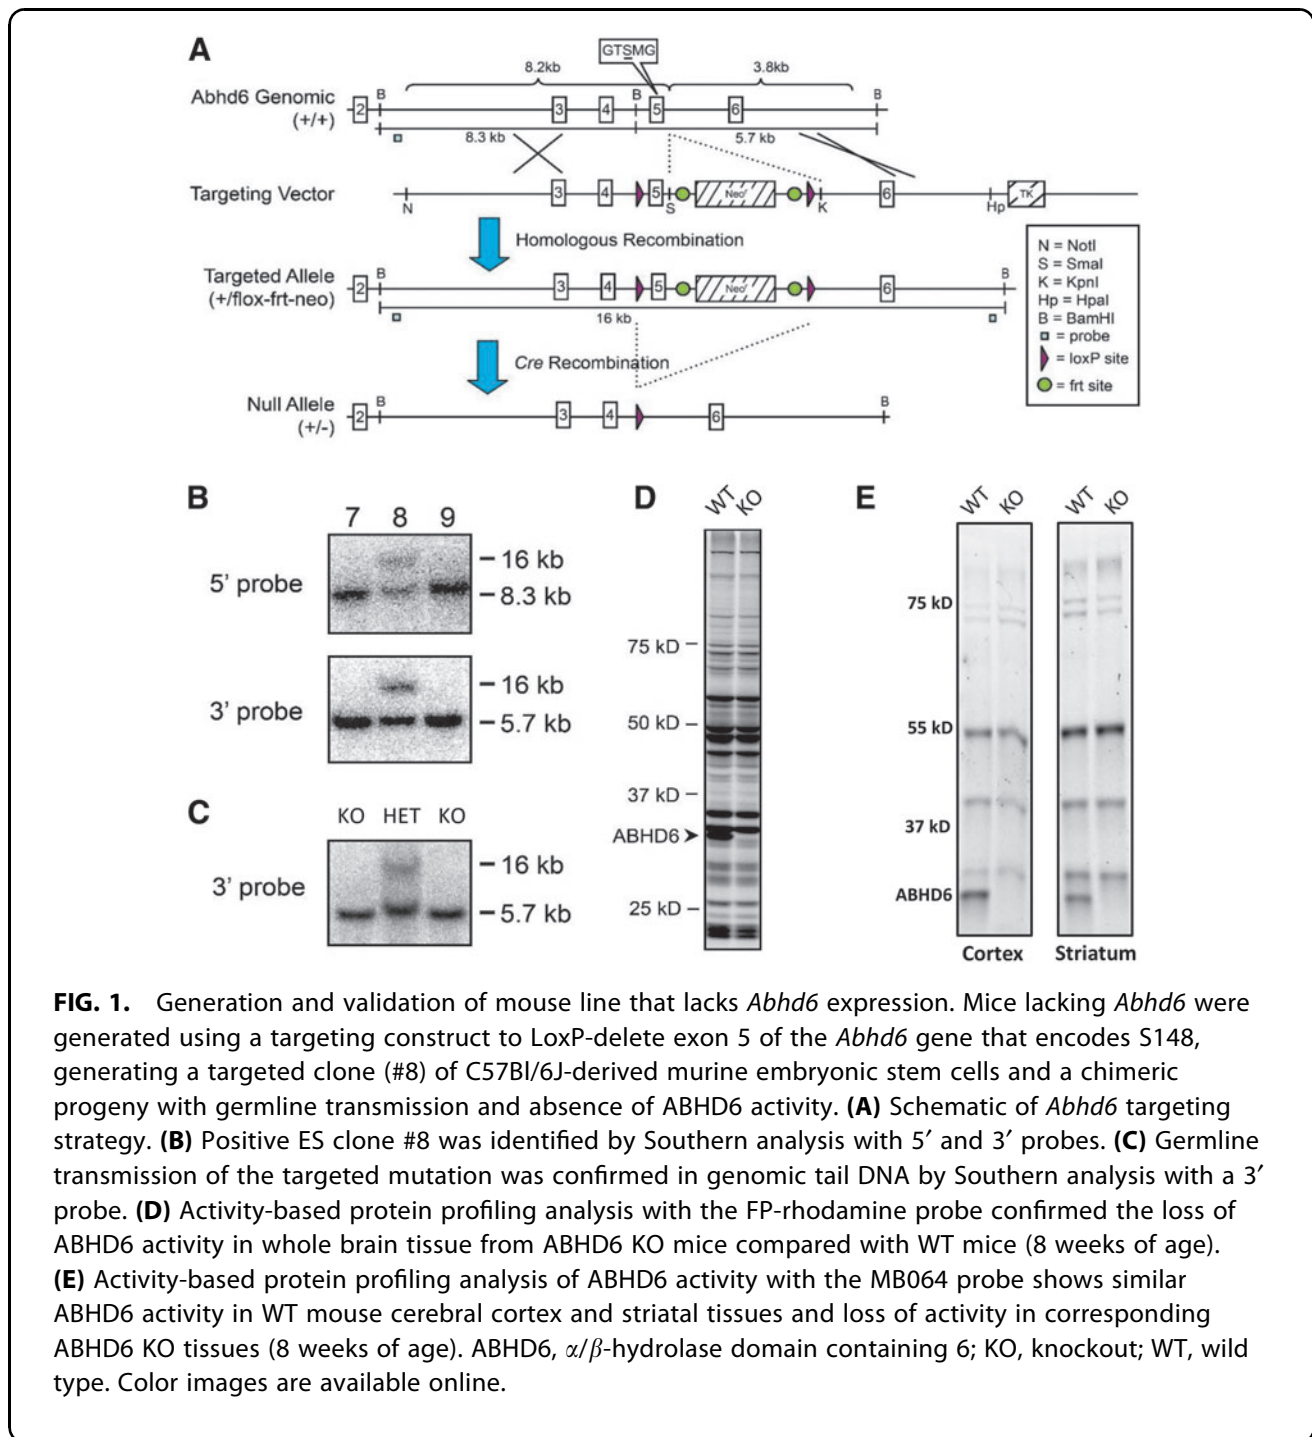 A
GTSMG
8.2kb
3.8kb
Abhd6 Genomic
(+/+)
2
B
3
4
B
5
6
B
8.3 kb
5.7 kb
Targeting Vector
N
3
4
5
S
Neoʳ
K
6
Hp
TK
Homologous Recombination
Targeted Allele
(+/flox-frt-neo)
2
B
3
4
5
Neoʳ
6
B
16 kb
Cre Recombination
Null Allele
(+/-)
2
B
3
4
6
B
N = NotI
S = SmaI
K = KpnI
Hp = HpaI
B = BamHI
= probe
= loxP site
= frt site
B
7 8 9
5’ probe
16 kb
8.3 kb
3’ probe
16 kb
5.7 kb
C
KO HET KO
3’ probe
16 kb
5.7 kb
D
WT KO
75 kD
50 kD
37 kD
ABHD6
25 kD
E
WT KO
WT KO
75 kD
55 kD
37 kD
ABHD6
Cortex Striatum
FIG. 1. Generation and validation of mouse line that lacks Abhd6 expression. Mice lacking Abhd6 were
generated using a targeting construct to LoxP-delete exon 5 of the Abhd6 gene that encodes S148,
generating a targeted clone (#8) of C57Bl/6J-derived murine embryonic stem cells and a chimeric
progeny with germline transmission and absence of ABHD6 activity. (A) Schematic of Abhd6 targeting
strategy. (B) Positive ES clone #8 was identified by Southern analysis with 5′ and 3′ probes. (C) Germline
transmission of the targeted mutation was confirmed in genomic tail DNA by Southern analysis with a 3′
probe. (D) Activity-based protein profiling analysis with the FP-rhodamine probe confirmed the loss of
ABHD6 activity in whole brain tissue from ABHD6 KO mice compared with WT mice (8 weeks of age).
(E) Activity-based protein profiling analysis of ABHD6 activity with the MB064 probe shows similar
ABHD6 activity in WT mouse cerebral cortex and striatal tissues and loss of activity in corresponding
ABHD6 KO tissues (8 weeks of age). ABHD6, α/β-hydrolase domain containing 6; KO, knockout; WT, wild
type. Color images are available online.